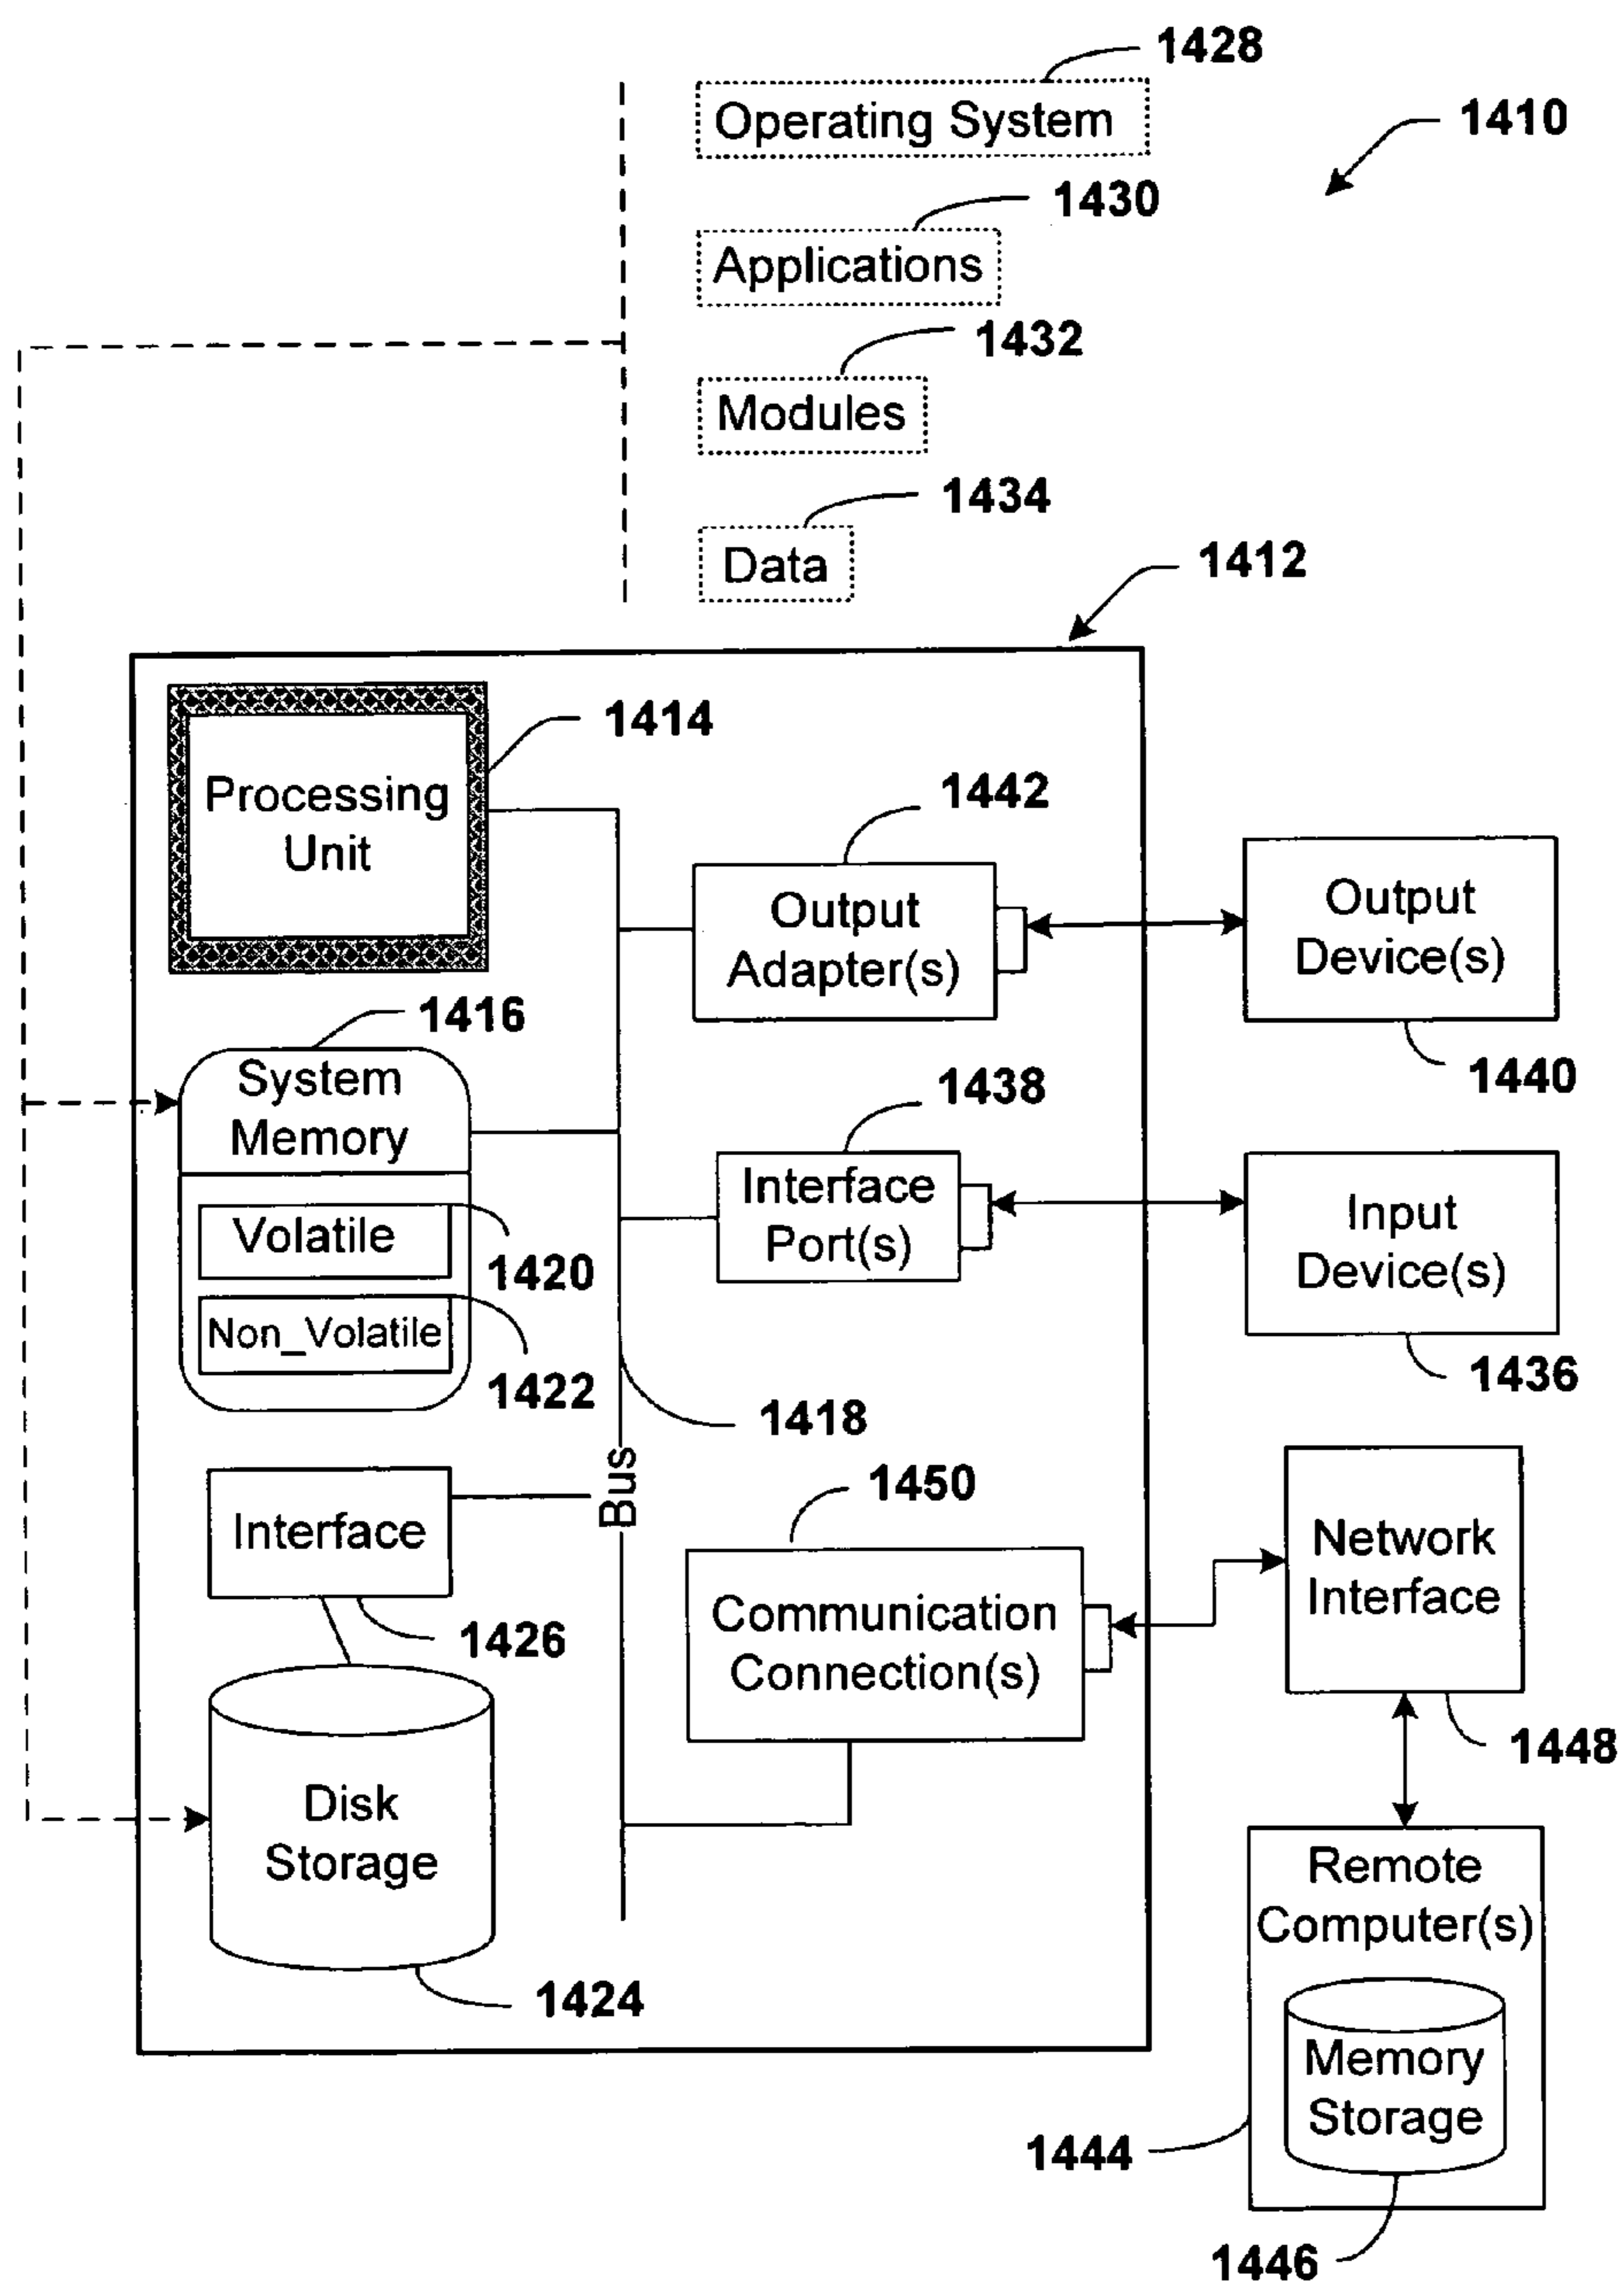 1428
Operating System
1410
1430
Applications
1432
Modules
1434
Data
1412
1414
Processing
Unit
1442
Output
Adapter(s)
Output
Device(s)
1440
1416
System
Memory
1438
Interface
Port(s)
Input
Device(s)
1436
Volatile
1420
Non_Volatile
1422
1418
Bus
Interface
1426
1450
Communication
Connection(s)
Network
Interface
1448
Disk
Storage
1424
Remote
Computer(s)
Memory
Storage
1444
1446